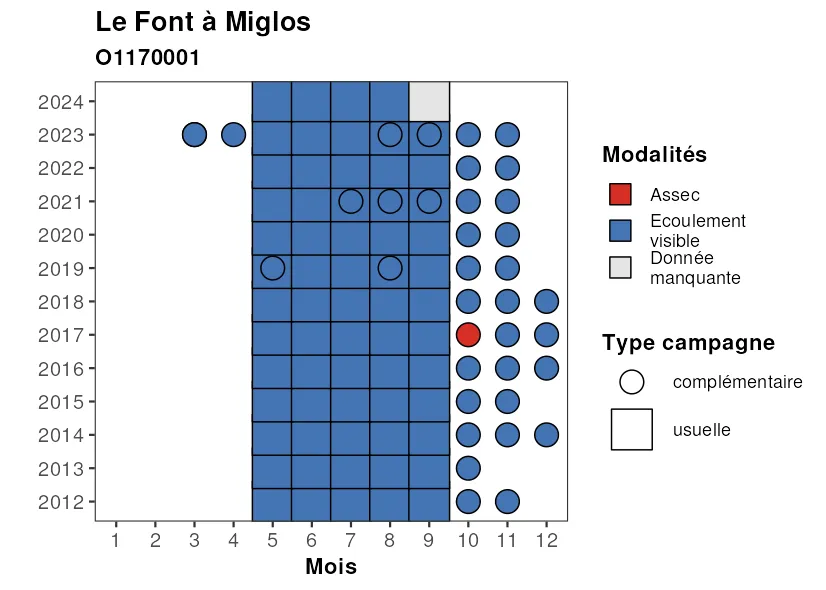 Le Font à Miglos
O1170001
2024
2023
2022
2021
2020
2019
2018
2017
2016
2015
2014
2013
2012
1 2 3 4 5 6 7 8 9 10 11 12
Mois
Modalités
Assec
Ecoulement
visible
Donnée
manquante
Type campagne
complémentaire
usuelle